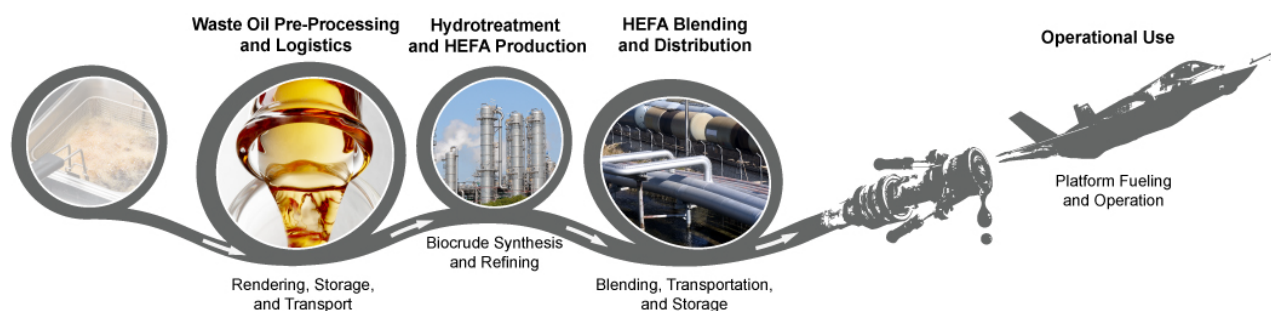 Waste Oil Pre-Processing
and Logistics
Rendering, Storage,
and Transport
Hydrotreatment
and HEFA Production
Biocrude Synthesis
and Refining
HEFA Blending
and Distribution
Blending, Transportation,
and Storage
Operational Use
Platform Fueling
and Operation